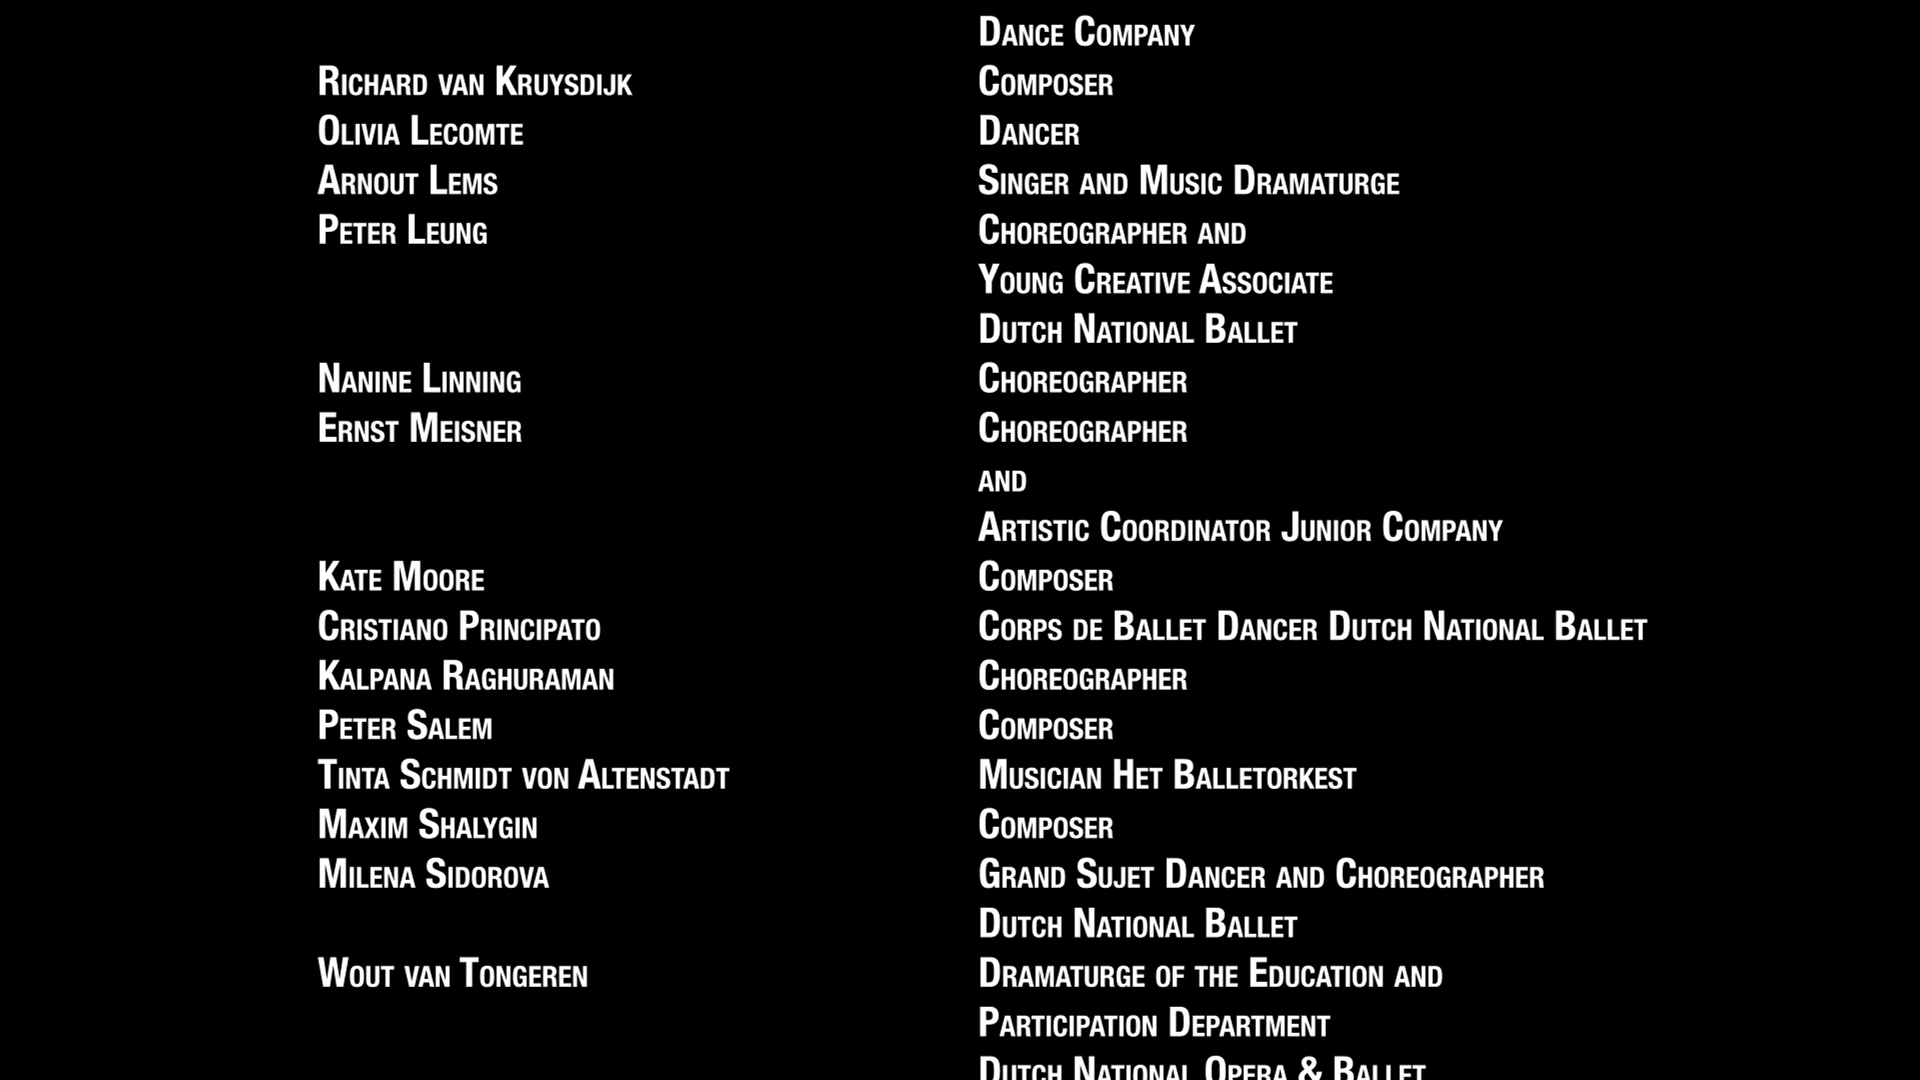 Dance Company
Richard van Kruysdijk Composer
Olivia Lecomte Dancer
Arnout Lems Singer and Music Dramaturge
Peter Leung Choreographer and
Young Creative Associate
Dutch National Ballet
Nanine Linning Choreographer
Ernst Meisner Choreographer
and
Artistic Coordinator Junior Company
Kate Moore Composer
Cristiano Principato Corps de Ballet Dancer Dutch National Ballet
Kalpana Raghuraman Choreographer
Peter Salem Composer
Tinta Schmidt von Altenstadt Musician Het Balletorkest
Maxim Shalygin Composer
Milena Sidorova Grand Sujet Dancer and Choreographer
Dutch National Ballet
Wout van Tongeren Dramaturge of the Education and
Participation Department
Dutch National Opera & Ballet